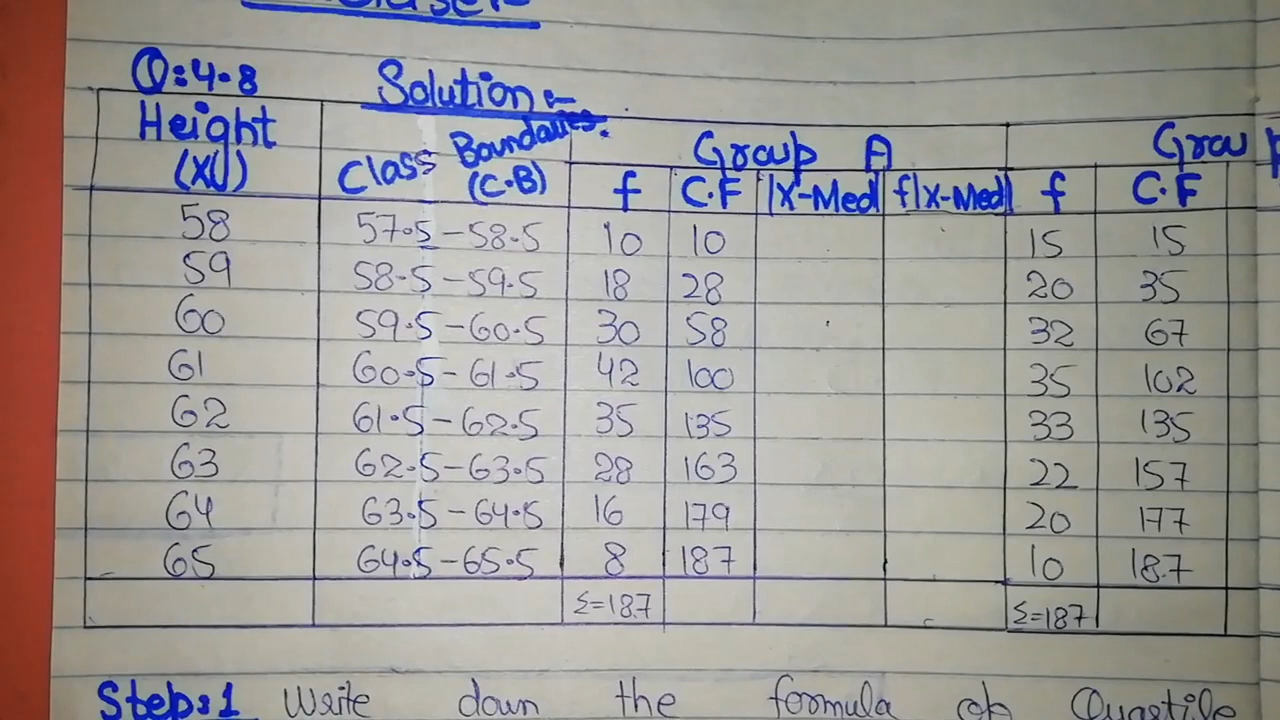 Q:4.8 Solution:-
Height (X) Class Boundaries. (C.B) Group A
f C.F |X-Med| f|X-Med| f C.F
58 57.5-58.5 10 10 15 15
59 58.5-59.5 18 28 20 35
60 59.5-60.5 30 58 32 67
61 60.5-61.5 42 100 35 102
62 61.5-62.5 35 135 33 135
63 62.5-63.5 28 163 22 157
64 63.5-64.5 16 179 20 177
65 64.5-65.5 8 187 10 187
Σ=187 Σ=187
Step:1 Write down the formula of Quartile